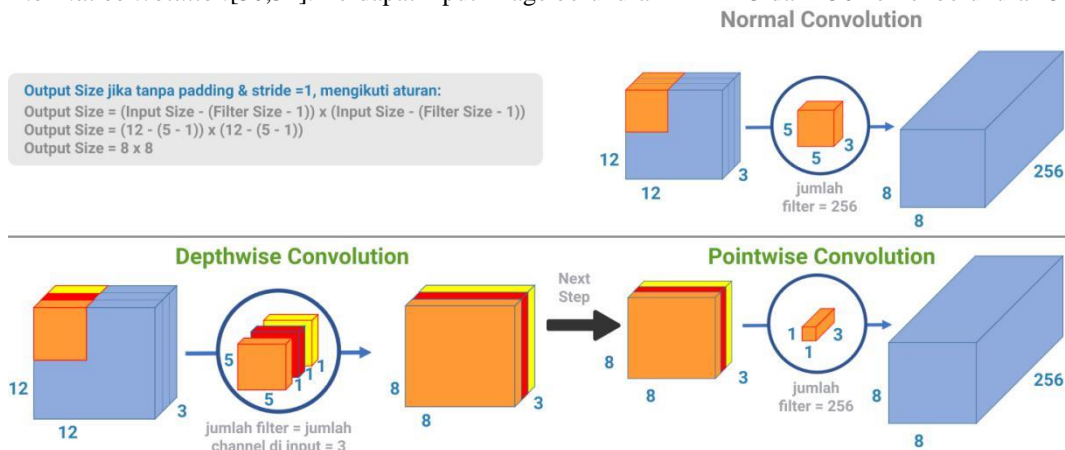 Normal Convolution
Output Size jika tanpa padding & stride =1, mengikuti aturan:
Output Size = (Input Size - (Filter Size - 1)) x (Input Size - (Filter Size - 1))
Output Size = (12 - (5 - 1)) x (12 - (5 - 1))
Output Size = 8 x 8
12
12
3
5
5
3
jumlah
filter = 256
8
8
256
Depthwise Convolution
12
12
3
5
5
1
1
1
jumlah filter = jumlah
channel di input = 3
8
8
3
Next
Step
Pointwise Convolution
8
8
3
1
1
3
jumlah
filter = 256
8
8
256